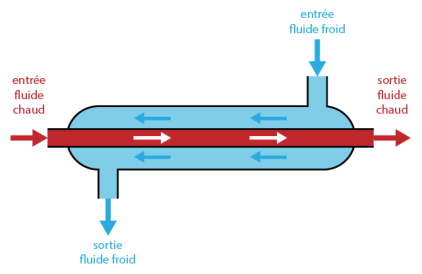 entrée
fluide froid
entrée
fluide
chaud
sortie
fluide
chaud
sortie
fluide froid